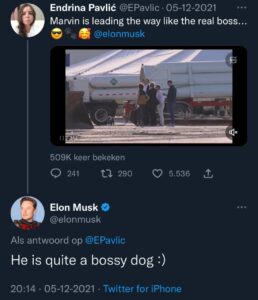 Endrina Pavlić @EPavlic · 05-12-2021
Marvin is leading the way like the real boss...
😎🐾🥰 @elonmusk
509K keer bekeken
241 290 5.536
Elon Musk
@elonmusk
Als antwoord op @EPavlic
He is quite a bossy dog :)
20:14 · 05-12-2021 · Twitter for iPhone